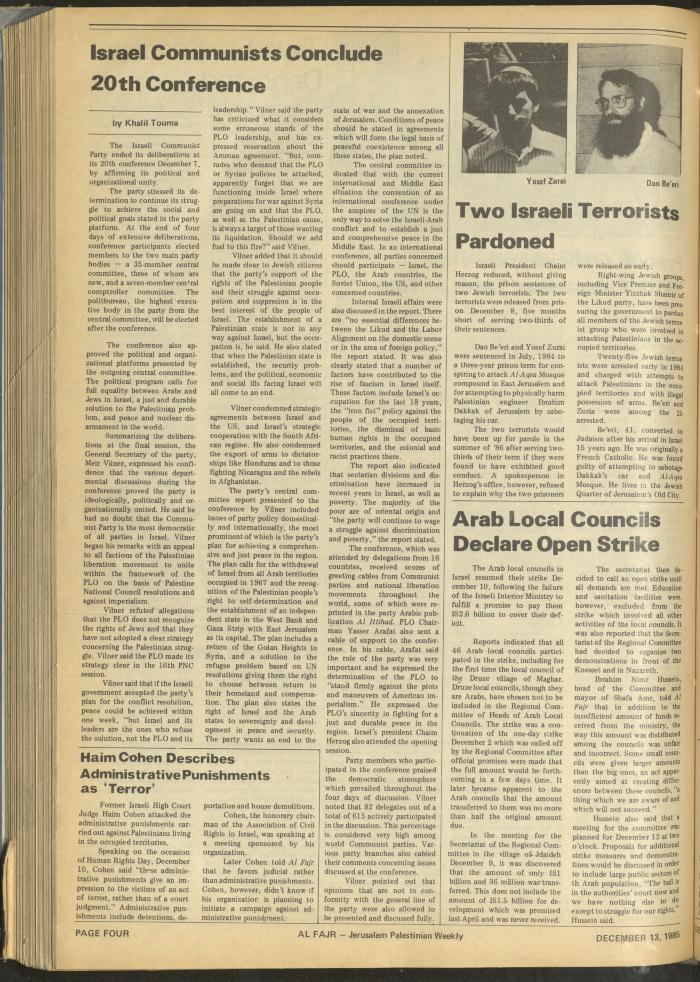 Israel Communists Conclude
20th Conference
by Khalil Touma
The Israeli Communist
Party ended its deliberations at
its 20th conference December 7,
by affirming its political and
organizational unity.
The party stressed its de-
termination to continue its strug-
gle to achieve the social and
political goals stated in the party
platform. At the end of four
days of extensive deliberations,
conference participants elected
members to the two main party
bodies — a 35-member central
committee, three of whom are
new, and a seven-member central
comptroller committee. The
politbureau, the highest execu-
tive body in the party from the
central committee, will be elected
after the conference.
The conference also ap-
proved the political and organi-
zational platforms presented by
the outgoing central committee.
The political program calls for
full equality between Arabs and
Jews in Israel, a just and durable
solution to the Palestinian prob-
lem, and peace and nuclear dis-
armament in the world.
Summarizing the delibera-
tions at the final session, the
General Secretary of the party,
Meir Vilner, expressed his confi-
dence that the various depart-
mental discussions during the
conference proved the party is
ideologically, politically and or-
ganizationally united. He said he
had no doubt that the Commu-
nist Party is the most democratic
of all parties in Israel. Vilner
began his remarks with an appeal
to all factions of the Palestinian
liberation movement to unite
within the framework of the
PLO on the basis of Palestine
National Council resolutions and
against imperialism.
Vilner refuted allegations
that the PLO does not recognize
the rights of Jews and that they
have not adopted a clear strategy
concerning the Palestinian strug-
gle. Vilner said the PLO made its
strategy clear in the 16th PNC
session.
Vilner said that if the Israeli
government accepted the party's
plan for the conflict resolution,
peace could be achieved within
one week, "but Israel and its
leaders are the ones who refuse
the solution, not the PLO and its
leadership." Vilner said the party
has criticized what it considers
some erroneous stands of the
PLO leadership, and has ex-
pressed reservation about the
Amman agreement. "But, com-
rades who demand that the PLO
or Syrian policies be attacked,
apparently forget that we are
functioning inside Israel where
preparations for war against Syria
are going on and that the PLO,
as well as the Palestinian cause,
is always a target of those wanting
its liquidation. Should we add
fuel to this fire?" said Vilner.
Vilner added that it should
be made clear to Jewish citizens
that the party's support of the
rights of the Palestinian people
and their struggle against occu-
pation and suppression is in the
best interest of the people of
Israel. The establishment of a
Palestinian state is not in any
way against Israel, but the occu-
pation is, he said. He also stated
that when the Palestinian state is
established, the security prob-
lems, and the political, economic
and social ills facing Israel will
all come to an end.
Vilner condemned strategic
agreements between Israel and
the US, and Israel's strategic
cooperation with the South Afri-
can regime. He also condemned
the export of arms to dictator-
ships like Honduras and to those
fighting Nicaragua and the rebels
in Afghanistan.
The party's central com-
mittee report presented to the
conference by Vilner included
issues of party policy domestical-
ly and internationally, the most
prominent of which is the party's
plan for achieving a comprehen-
sive and just peace in the region.
The plan calls for the withdrawal
of Israel from all Arab territories
occupied in 1967 and the recog-
nition of the Palestinian people's
right to self-determination and
the establishment of an indepen-
dent state in the West Bank and
Gaza Strip with East Jerusalem
as its capital. The plan includes a
return of the Golan Heights to
Syria, and a solution to the
refugee problem based on UN
resolutions giving them the right
to choose between return to
their homeland and compensa-
tion. The plan also states the
right of Israel and the Arab
states to sovereignty and devel-
opment in peace and security.
The party wants an end to the
state of war and the annexation
of Jerusalem. Conditions of peace
should be stated in agreements
which will form the legal basis of
peaceful coexistence among all
these states, the plan noted.
The central committee in-
dicated that with the current
international and Middle East
situation the convention of an
international conference under
the auspices of the UN is the
only way to solve the Israeli-Arab
conflict and to establish a just
and comprehensive peace in the
Middle East. In an international
conference, all parties concerned
should participate — Israel, the
PLO, the Arab countries, the
Soviet Union, the US, and other
concerned countries.
Internal Israeli affairs were
also discussed in the report. There
are "no essential differences be-
tween the Likud and the Labor
Alignment on the domestic scene
or in the area of foreign policy,"
the report stated. It was also
clearly stated that a number of
factors have contributed to the
rise of fascism in Israel itself.
These factors include Israel's oc-
cupation for the last 18 years,
the "iron fist" policy against the
people of the occupied terri-
tories, the dismissal of basic
human rights in the occupied
territories, and the colonial and
racist practices there.
The report also indicated
that sectarian divisions and dis-
crimination have increased in
recent years in Israel, as well as
poverty. The majority of the
poor are of oriental origin and
"the party will continue to wage
a struggle against discrimination
and poverty," the report stated.
The conference, which was
attended by delegations from 16
countries, received scores of
greeting cables from Communist
parties and national liberation
movements throughout the
world, some of which were re-
printed in the party Arabic pub-
lication Al Ittihad. PLO Chair-
man Yasser Arafat also sent a
cable of support to the confer-
ence. In his cable, Arafat said
the role of the party was very
important and he expressed the
determination of the PLO to
"stand firmly against the plots
and maneuvers of American im-
perialism." He expressed the
PLO's sincerity in fighting for a
just and durable peace in the
region. Israel's president Chaim
Herzog also attended the opening
session.
Party members who partic-
ipated in the conference praised
the democratic atmosphere
which prevailed throughout the
four days of discussion. Vilner
noted that 82 delegates out of a
total of 615 actively participated
in the discussion. This percentage
is considered very high among
world Communist parties. Var-
ious party branches also cabled
their comments concerning issues
discussed at the conference.
Vilner pointed out that
opinions that are not in con-
formity with the general line of
the party were also allowed to
be presented and discussed fully.
Haim Cohen Describes
Administrative Punishments
as 'Terror'
Former Israeli High Court
Judge Haim Cohen attacked the
administrative punishments car-
ried out against Palestinians living
in the occupied territories.
Speaking on the occasion
of Human Rights Day, December
10, Cohen said "these adminis-
trative punishments give an im-
pression to the victims of an act
of terror, rather than of a court
judgment." Administrative pun-
ishments include detentions, de-
portation and house demolitions.
Cohen, the honorary chair-
man of the Association of Civil
Rights in Israel, was speaking at
a meeting sponsored by his
organization.
Later Cohen told Al Fajr
that he favors judicial rather
than administrative punishments.
Cohen, however, didn't know if
his organization is planning to
initiate a campaign against ad-
ministrative punishment.
Yosef Zurai
Dan Be'eri
Two Israeli Terrorists
Pardoned
Israeli President Chaim
Herzog reduced, without giving
reason, the prison sentences of
two Jewish terrorists. The two
terrorists were released from pris-
on December 8, five months
short of serving two-thirds of
their sentences.
Dan Be'eri and Yosef Zurai
were sentenced in July, 1984 to
a three-year prison term for con-
spiring to attack Al-Aqsa Mosque
compound in East Jerusalem and
for attempting to physically harm
Palestinian engineer Ibrahim
Dakkak of Jerusalem by sabo-
taging his car.
The two terrorists would
have been up for parole in the
summer of '86 after serving two-
thirds of their term if they were
found to have exhibited good
conduct. A spokesperson in
Herzog's office, however, refused
to explain why the two prisoners
were released so early.
Right-wing Jewish groups,
including Vice Premier and For-
eign Minister Yitzhak Shamir of
the Likud party, have been pres-
suring the government to pardon
all members of the Jewish terror-
ist group who were involved in
attacking Palestinians in the oc-
cupied territories.
Twenty-five Jewish terror-
ists were arrested early in 1984
and charged with attempts to
attack Palestinians in the occu-
pied territories and with illegal
possession of arms. Be'eri and
Zuria were among the 25
arrested.
Be'eri, 41, converted to
Judaism after his arrival in Israel
15 years ago. He was originally a
French Catholic. He was found
guilty of attempting to sabotage
Dakkak's car and Al-Aqsa
Mosque. He lives in the Jewish
Quarter of Jerusalem's Old City.
Arab Local Councils
Declare Open Strike
The Arab local councils in
Israel resumed their strike De-
cember 10, following the failure
of the Israeli Interior Ministry to
fulfill a promise to pay them
IS2.6 billion to cover their def-
icit.
Reports indicated that all
46 Arab local councils partici-
pated in the strike, including for
the first time the local council of
the Druze village of Maghar.
Druze local councils, though they
are Arabs, have chosen not to be
included in the Regional Com-
mittee of Heads of Arab Local
Councils. The strike was a con-
tinuation of the one-day strike
December 2 which was called off
by the Regional Committee after
official promises were made that
the full amount would be forth-
coming in a few days time. It
later became apparent to the
Arab councils that the amount
transferred to them was no more
than half the original amount
due.
In the meeting for the
Secretariat of the Regional Com-
mittee in the village of I'daideh
December 9, it was discovered
that the amount of only IS1
billion and 36 million was trans-
ferred. This does not include the
amount of IS1.5 billion for de-
velopment which was promised
last April and was never received.
The secretariat then de-
cided to call an open strike until
all demands are met. Education
and sanitation facilities were,
however, excluded from the
strike which involved all other
activities of the local councils. It
was also reported that the Secre-
tariat of the Regional Committee
had decided to organize two
demonstrations in front of the
Knesset and in Nazareth.
Ibrahim Nimr Hussein,
head of the Committee and
mayor of Shafa Amr, told Al
Fajr that in addition to the
insufficient amount of funds re-
ceived from the ministry, the
way this amount was distributed
among the councils was unfair
and incorrect. Some small coun-
cils were given larger amounts
than the big ones, an act appar-
ently aimed at creating differ-
ences between these councils, "a
thing which we are aware of and
which will not succeed."
Hussein also said that a
meeting for the committee was
planned for December 12 at two
o'clock. Proposals for additional
strike measures and demonstra-
tions would be discussed in order
to include large public sectors of
the Arab population. "The ball is
in the authorities' court now and
we have nothing else to do
except to struggle for our rights,"
Hussein said.
PAGE FOUR
AL FAJR — Jerusalem Palestinian Weekly
DECEMBER 13, 1985